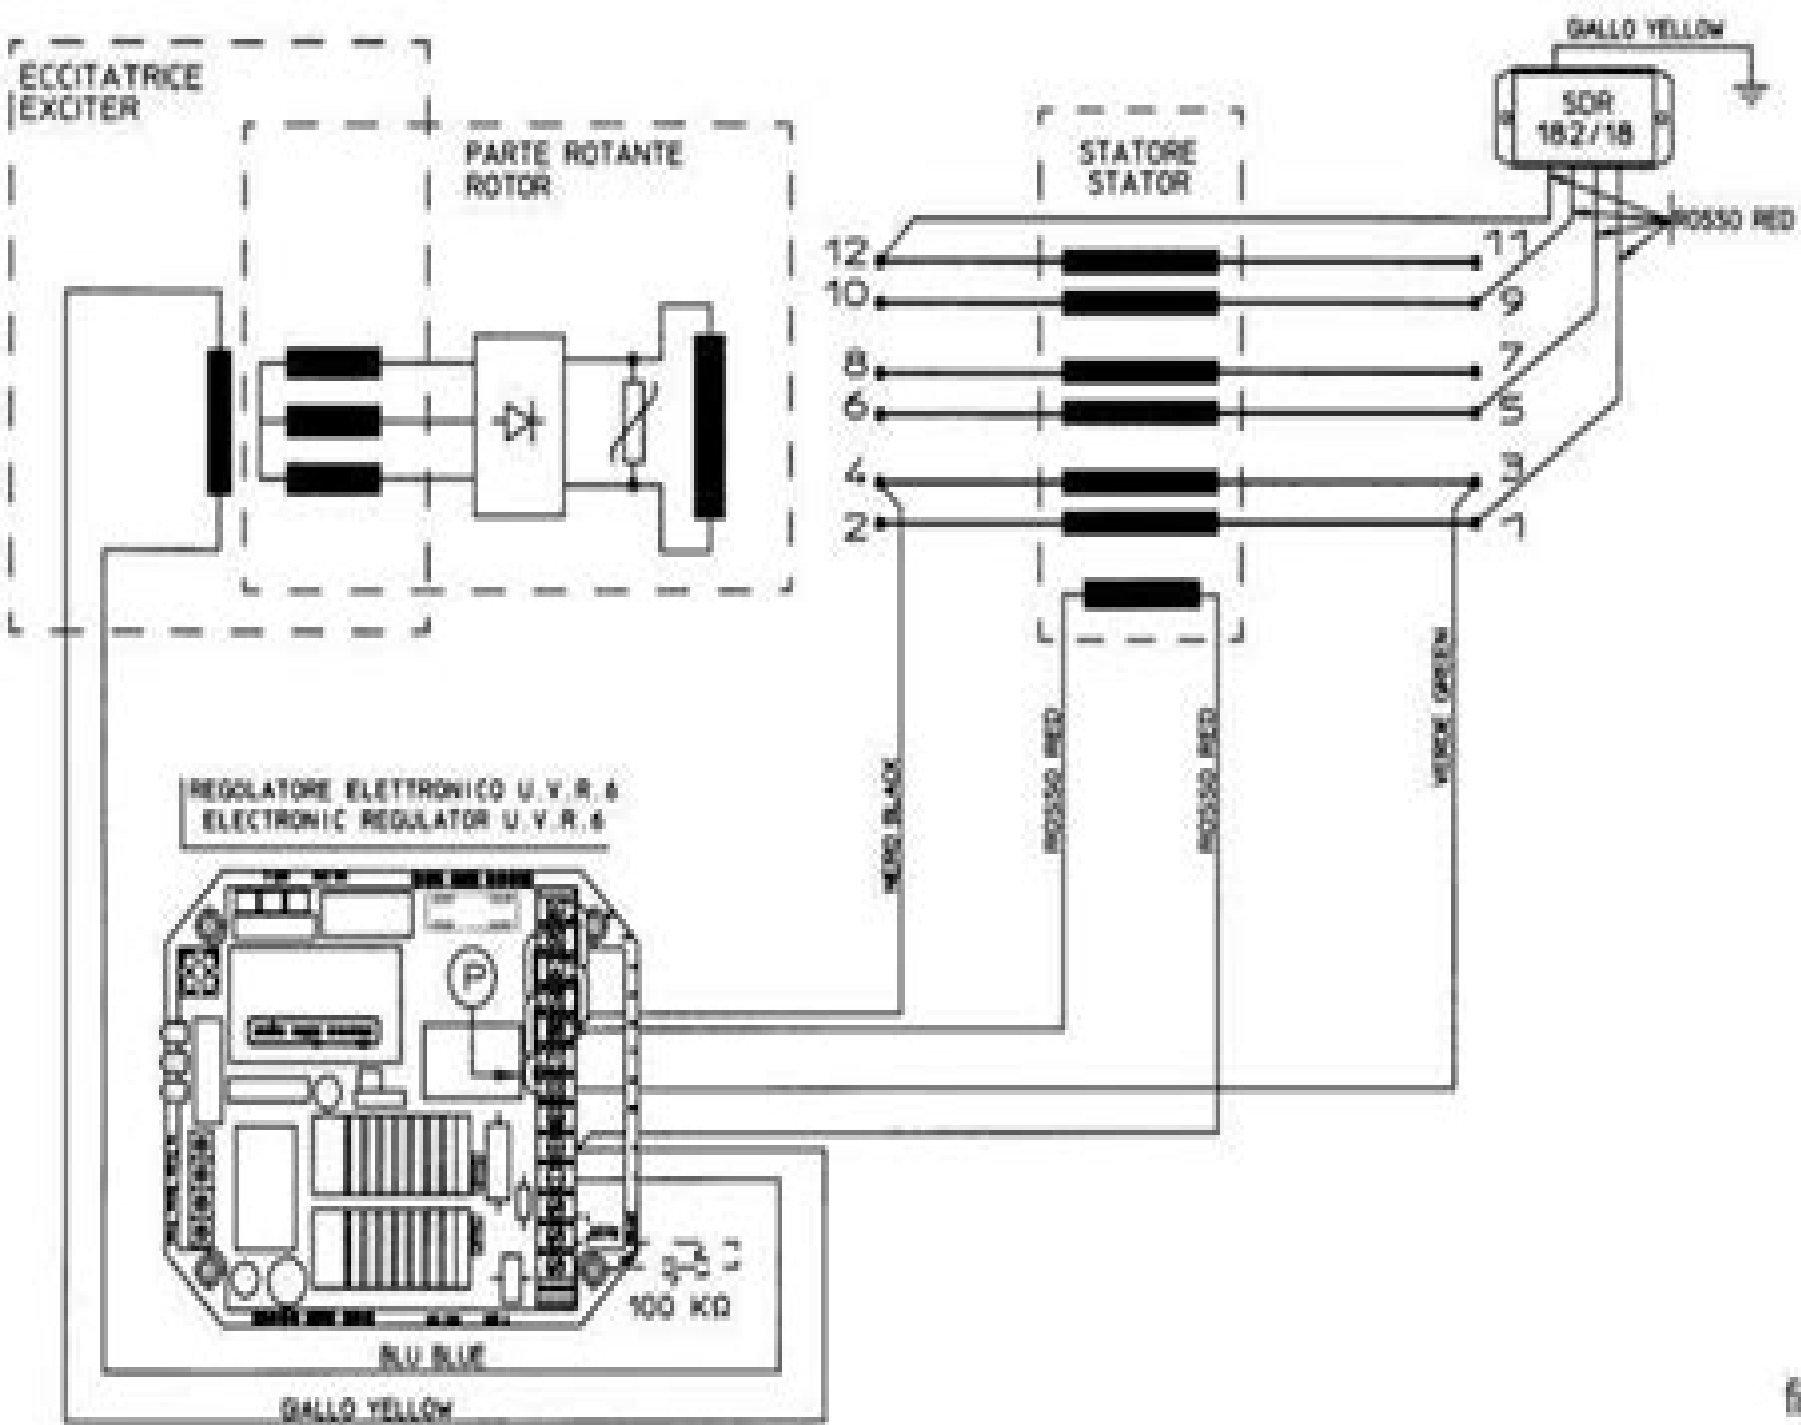 GIALLO YELLOW
ECCITATRICE
EXCITER
SDR
182/18
PARTE ROTANTE
ROTOR
STATORE
STATOR
ROSSO RED
12
11
10
9
8
7
6
5
4
3
2
1
VERDE GREEN
ROSSO RED
ROSSO RED
NERO BLACK
REGOLATORE ELETTRONICO U.V.R.6
ELECTRONIC REGULATOR U.V.R.6
P
100 KΩ
BLU BLUE
GIALLO YELLOW